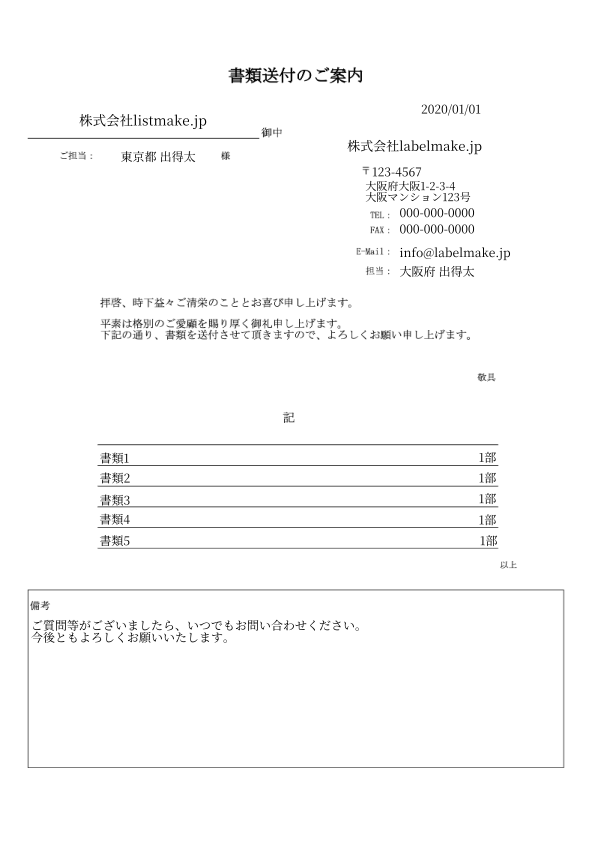 書類送付のご案内
2020/01/01
株式会社listmake.jp
御中
ご担当： 東京都 出得太 様
株式会社labelmake.jp
〒123-4567
大阪府大阪1-2-3-4
大阪マンション123号
TEL： 000-000-0000
FAX： 000-000-0000
E-Mail： info@labelmake.jp
担当： 大阪府 出得太
拝啓、時下益々ご清栄のこととお喜び申し上げます。
平素は格別のご愛顧を賜り厚く御礼申し上げます。
下記の通り、書類を送付させて頂きますので、よろしくお願い申し上げます。
敬具
記
書類1 1部
書類2 1部
書類3 1部
書類4 1部
書類5 1部
以上
備考
ご質問等がございましたら、いつでもお問い合わせください。
今後ともよろしくお願いいたします。